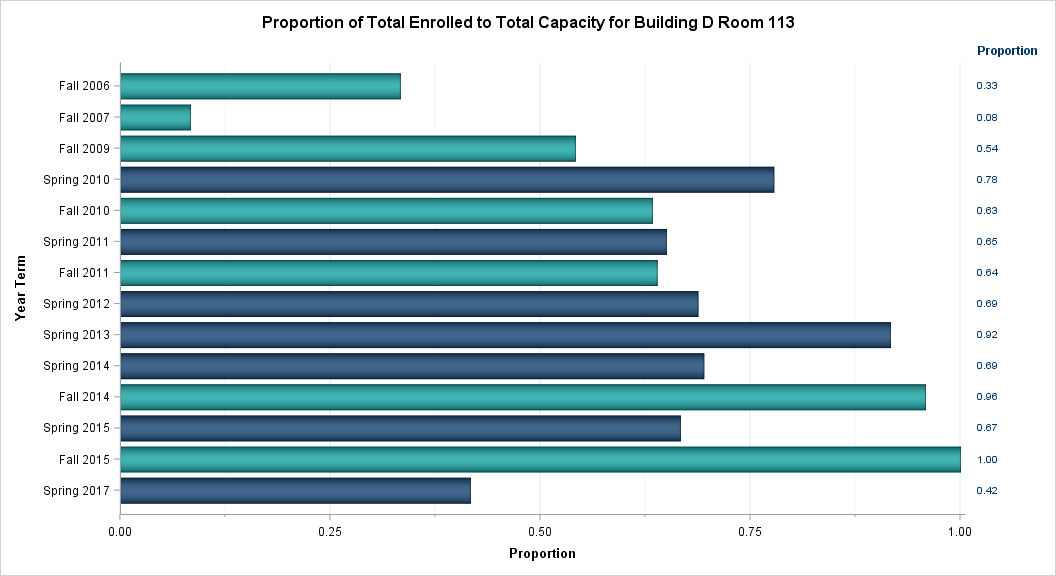 Proportion of Total Enrolled to Total Capacity for Building D Room 113
Proportion
Fall 2006 0.33
Fall 2007 0.08
Fall 2009 0.54
Spring 2010 0.78
Fall 2010 0.63
Spring 2011 0.65
Fall 2011 0.64
Spring 2012 0.69
Spring 2013 0.92
Spring 2014 0.69
Fall 2014 0.96
Spring 2015 0.67
Fall 2015 1.00
Spring 2017 0.42
Year Term
0.00 0.25 0.50 0.75 1.00
Proportion